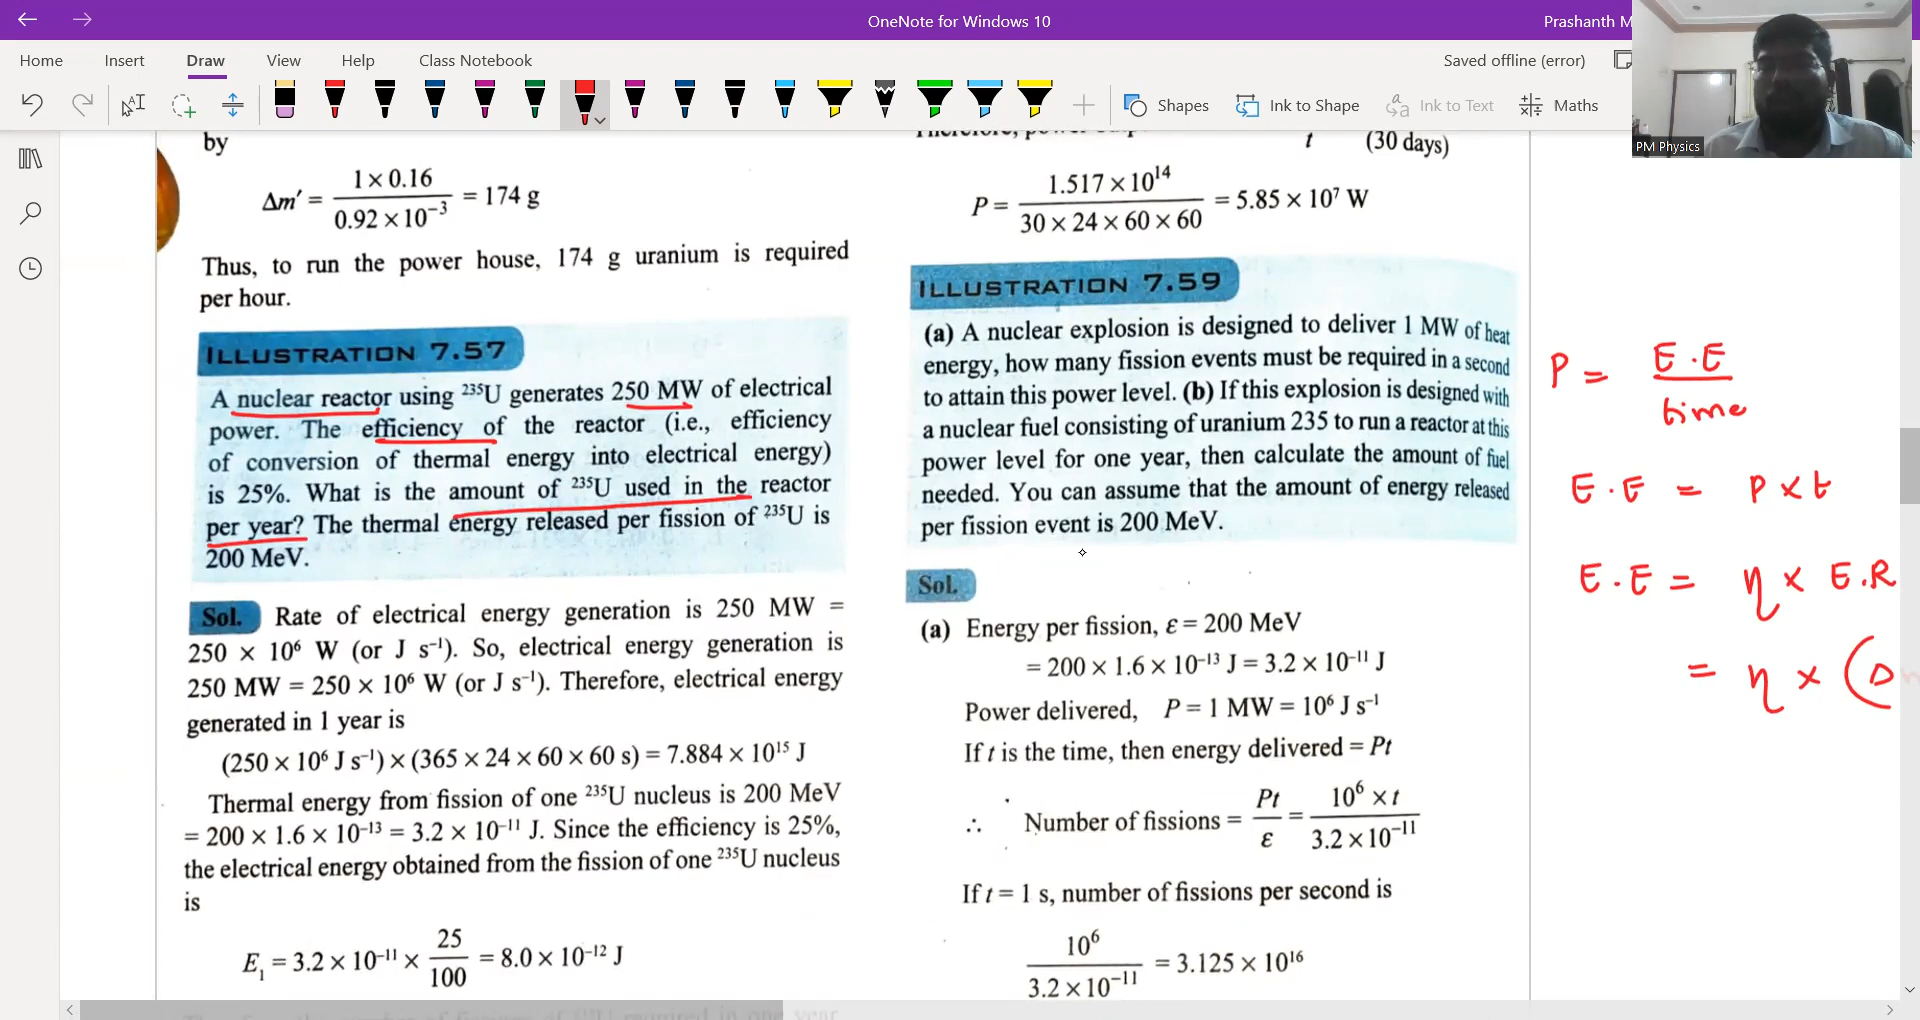 OneNote for Windows 10
Prashanth M
Home Insert Draw View Help Class Notebook
Saved offline (error)
Shapes Ink to Shape Ink to Text Maths
PM Physics
by
Δm′ = 1 × 0.16 / 0.92 × 10⁻³ = 174 g
Thus, to run the power house, 174 g uranium is required
per hour.
ILLUSTRATION 7.57
A nuclear reactor using ²³⁵U generates 250 MW of electrical
power. The efficiency of the reactor (i.e., efficiency
of conversion of thermal energy into electrical energy)
is 25%. What is the amount of ²³⁵U used in the reactor
per year? The thermal energy released per fission of ²³⁵U is
200 MeV.
Sol. Rate of electrical energy generation is 250 MW =
250 × 10⁶ W (or J s⁻¹). So, electrical energy generation is
250 MW = 250 × 10⁶ W (or J s⁻¹). Therefore, electrical energy
generated in 1 year is
(250 × 10⁶ J s⁻¹) × (365 × 24 × 60 × 60 s) = 7.884 × 10¹⁵ J
Thermal energy from fission of one ²³⁵U nucleus is 200 MeV
= 200 × 1.6 × 10⁻¹³ = 3.2 × 10⁻¹¹ J. Since the efficiency is 25%,
the electrical energy obtained from the fission of one ²³⁵U nucleus
is
E₁ = 3.2 × 10⁻¹¹ × 25 / 100 = 8.0 × 10⁻¹² J
Therefore, power
t (30 days)
P = 1.517 × 10¹⁴ / 30 × 24 × 60 × 60 = 5.85 × 10⁷ W
ILLUSTRATION 7.59
(a) A nuclear explosion is designed to deliver 1 MW of heat
energy, how many fission events must be required in a second
to attain this power level. (b) If this explosion is designed with
a nuclear fuel consisting of uranium 235 to run a reactor at this
power level for one year, then calculate the amount of fuel
needed. You can assume that the amount of energy released
per fission event is 200 MeV.
Sol.
(a) Energy per fission, ε = 200 MeV
= 200 × 1.6 × 10⁻¹³ J = 3.2 × 10⁻¹¹ J
Power delivered, P = 1 MW = 10⁶ J s⁻¹
If t is the time, then energy delivered = Pt
∴ Number of fissions = Pt / ε = 10⁶ × t / 3.2 × 10⁻¹¹
If t = 1 s, number of fissions per second is
10⁶ / 3.2 × 10⁻¹¹ = 3.125 × 10¹⁶
P = E.E / time
E.E = P × t
E.E = η × E.R
= η × (Δ